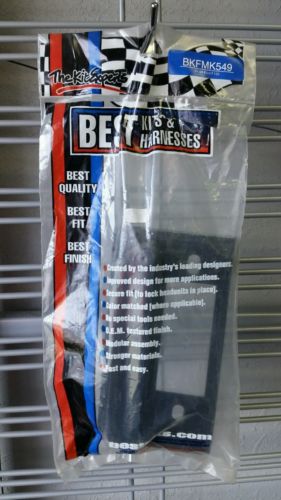 The Kit Experts
BKFMK549
BEST KITS &
HARNESSES
BEST
QUALITY
BEST
FIT
BEST
FINISH
Created by the industry's leading designers.
Improved design for more applications.
Secure fit [to lock headunits in place].
Color matched [where applicable].
No special tools needed.
O.E.M. textured finish.
Modular assembly.
Stronger materials.
Fast and easy.